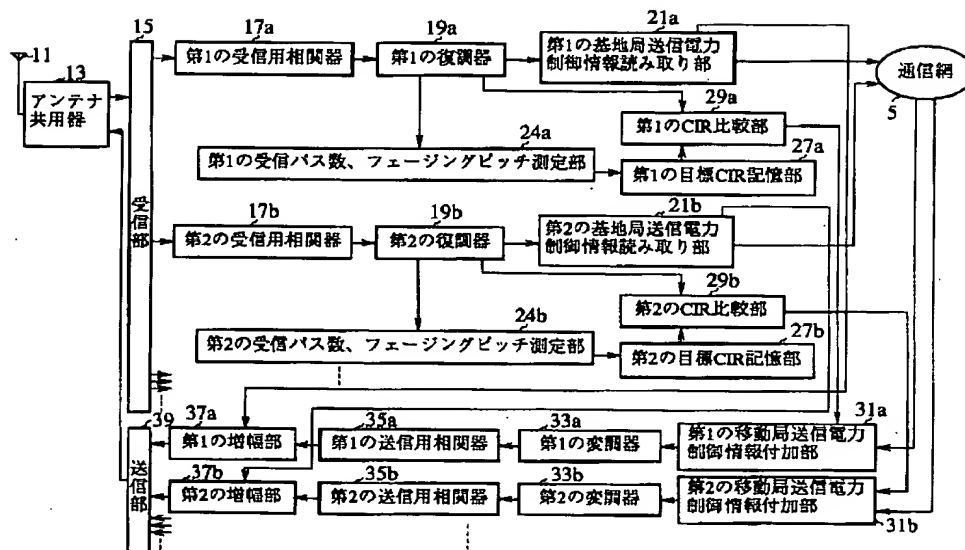 15
11
17a
19a
21a
第1の受信用相関器
第1の復調器
第1の基地局送信電力
制御情報読み取り部
通信網
5
13
アンテナ
共用器
29a
第1のCIR比較部
24a
27a
第1の受信パス数、フェージングピッチ測定部
第1の目標CIR記憶部
受信部
17b
19b
21b
第2の受信用相関器
第2の復調器
第2の基地局送信電力
制御情報読み取り部
29b
第2のCIR比較部
24b
27b
第2の受信パス数、フェージングピッチ測定部
第2の目標CIR記憶部
39
37a
35a
33a
31a
第1の増幅部
第1の送信用相関器
第1の変調器
第1の移動局送信電力
制御情報付加部
送信部
37b
35b
33b
第2の増幅部
第2の送信用相関器
第2の変調器
第2の移動局送信電力
制御情報付加部
31b